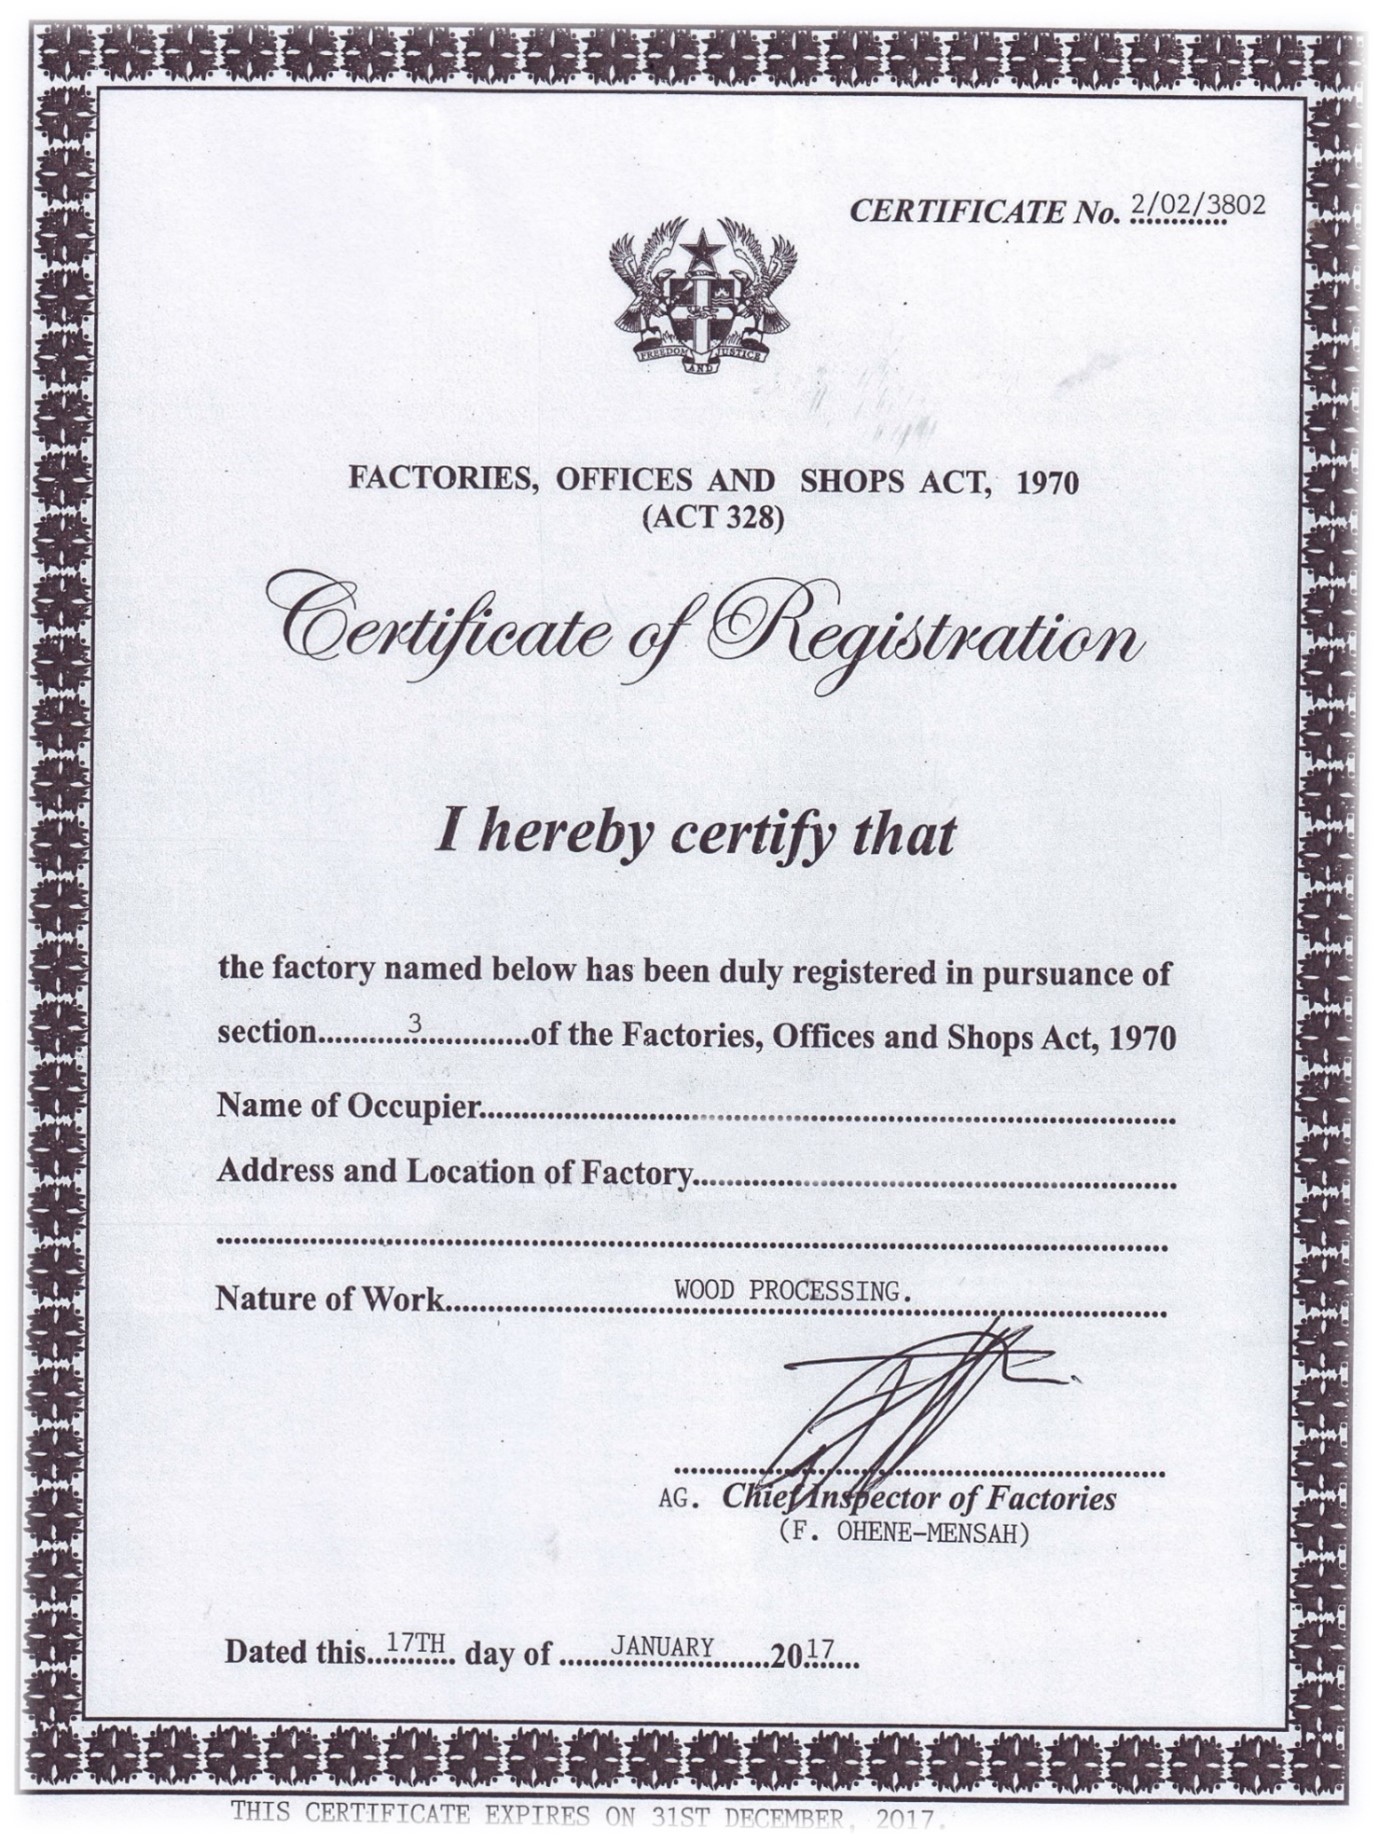 CERTIFICATE No. 2/02/3802
FREEDOM AND JUSTICE
FACTORIES, OFFICES AND SHOPS ACT, 1970
(ACT 328)
Certificate of Registration
I hereby certify that
the factory named below has been duly registered in pursuance of
section............3............of the Factories, Offices and Shops Act, 1970
Name of Occupier............................................................
Address and Location of Factory............................................................
............................................................
Nature of Work....................WOOD PROCESSING.....................
AG. Chief Inspector of Factories
(F. OHENE-MENSAH)
Dated this...17TH... day of ......JANUARY......2017...
THIS CERTIFICATE EXPIRES ON 31ST DECEMBER, 2017.